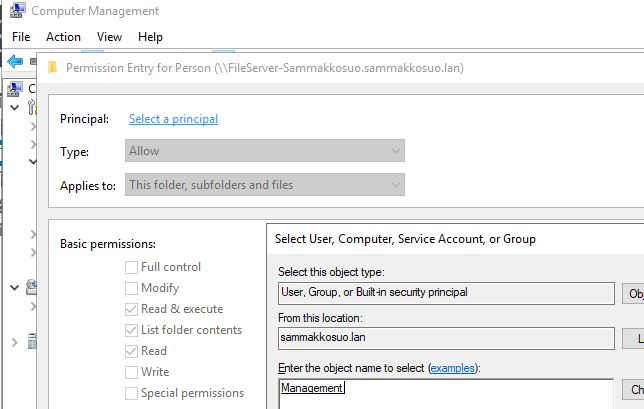 Computer Management
File Action View Help
Permission Entry for Person (\\FileServer-Sammakkosuo.sammakkosuo.lan)
Principal: Select a principal
Type: Allow
Applies to: This folder, subfolders and files
Basic permissions:
Full control
Modify
Read & execute
List folder contents
Read
Write
Special permissions
Select User, Computer, Service Account, or Group
Select this object type:
User, Group, or Built-in security principal
From this location:
sammakkosuo.lan
Enter the object name to select (examples):
Management